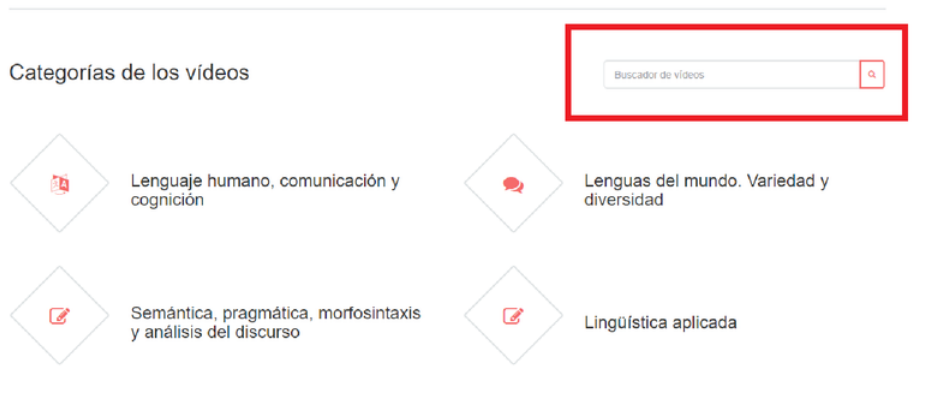 Categorías de los vídeos
Buscador de vídeos
Lenguaje humano, comunicación y
cognición
Lenguas del mundo. Variedad y
diversidad
Semántica, pragmática, morfosintaxis
y análisis del discurso
Lingüística aplicada